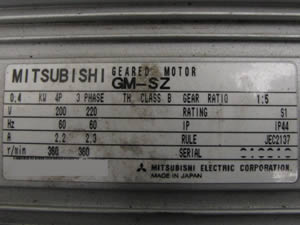 MITSUBISHI GEARED MOTOR
GM-SZ
0.4 KW 4P 3 PHASE TH. CLASS B GEAR RATIO 1:5
V 200 220 RATING S1
Hz 60 60 IP IP44
A 2.2 2.3 RULE JEC2137
r/min 360 360 SERIAL
MITSUBISHI ELECTRIC CORPORATION
MADE IN JAPAN